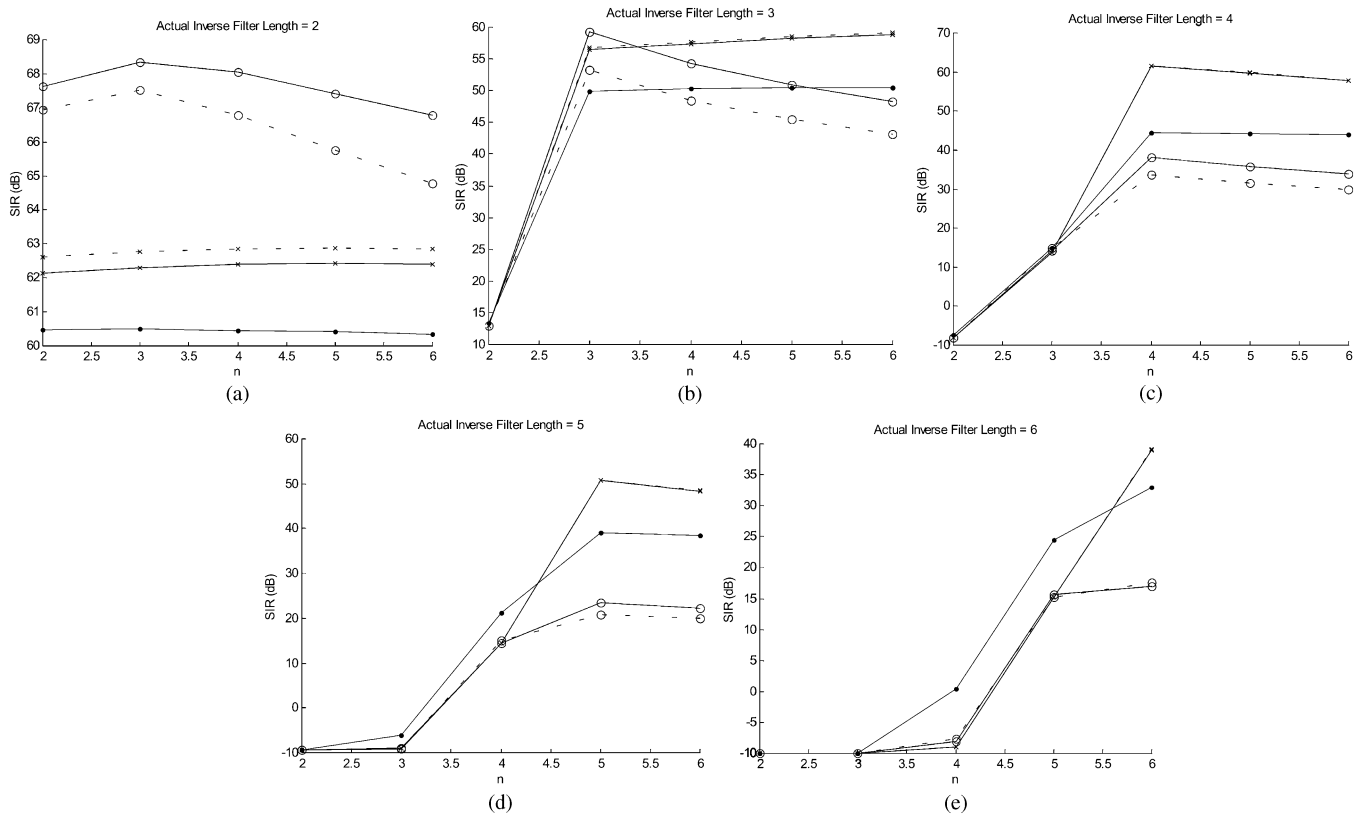 Actual Inverse Filter Length = 2
69
68
67
66
65
64
63
62
61
60
SIR (dB)
2 2.5 3 3.5 4 4.5 5 5.5 6
n
(a)
Actual Inverse Filter Length = 3
60
55
50
45
40
35
30
25
20
15
10
SIR (dB)
2 2.5 3 3.5 4 4.5 5 5.5 6
n
(b)
Actual Inverse Filter Length = 4
70
60
50
40
30
20
10
0
-10
SIR (dB)
2 2.5 3 3.5 4 4.5 5 5.5 6
n
(c)
Actual Inverse Filter Length = 5
60
50
40
30
20
10
0
-10
SIR (dB)
2 2.5 3 3.5 4 4.5 5 5.5 6
n
(d)
Actual Inverse Filter Length = 6
40
35
30
25
20
15
10
5
0
-5
-10
SIR (dB)
2 2.5 3 3.5 4 4.5 5 5.5 6
n
(e)